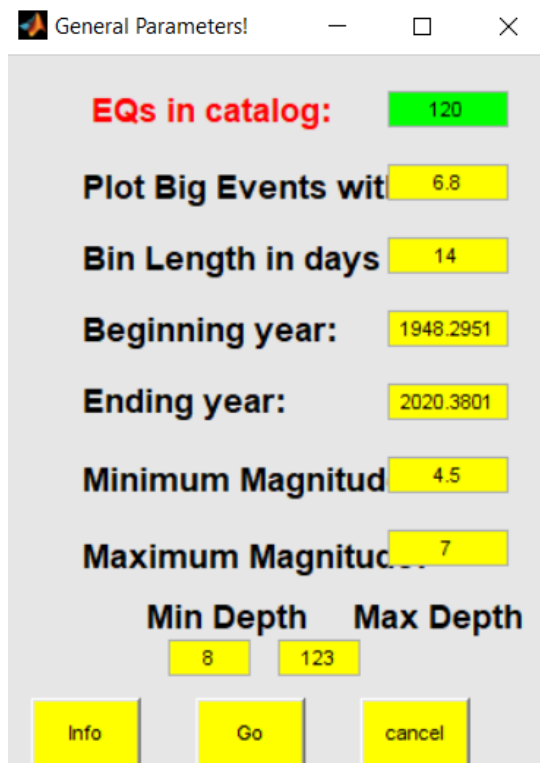 General Parameters!
EQs in catalog: 120
Plot Big Events wit 6.8
Bin Length in days 14
Beginning year: 1948.2951
Ending year: 2020.3801
Minimum Magnitud 4.5
Maximum Magnitude: 7
Min Depth Max Depth
8 123
Info Go cancel